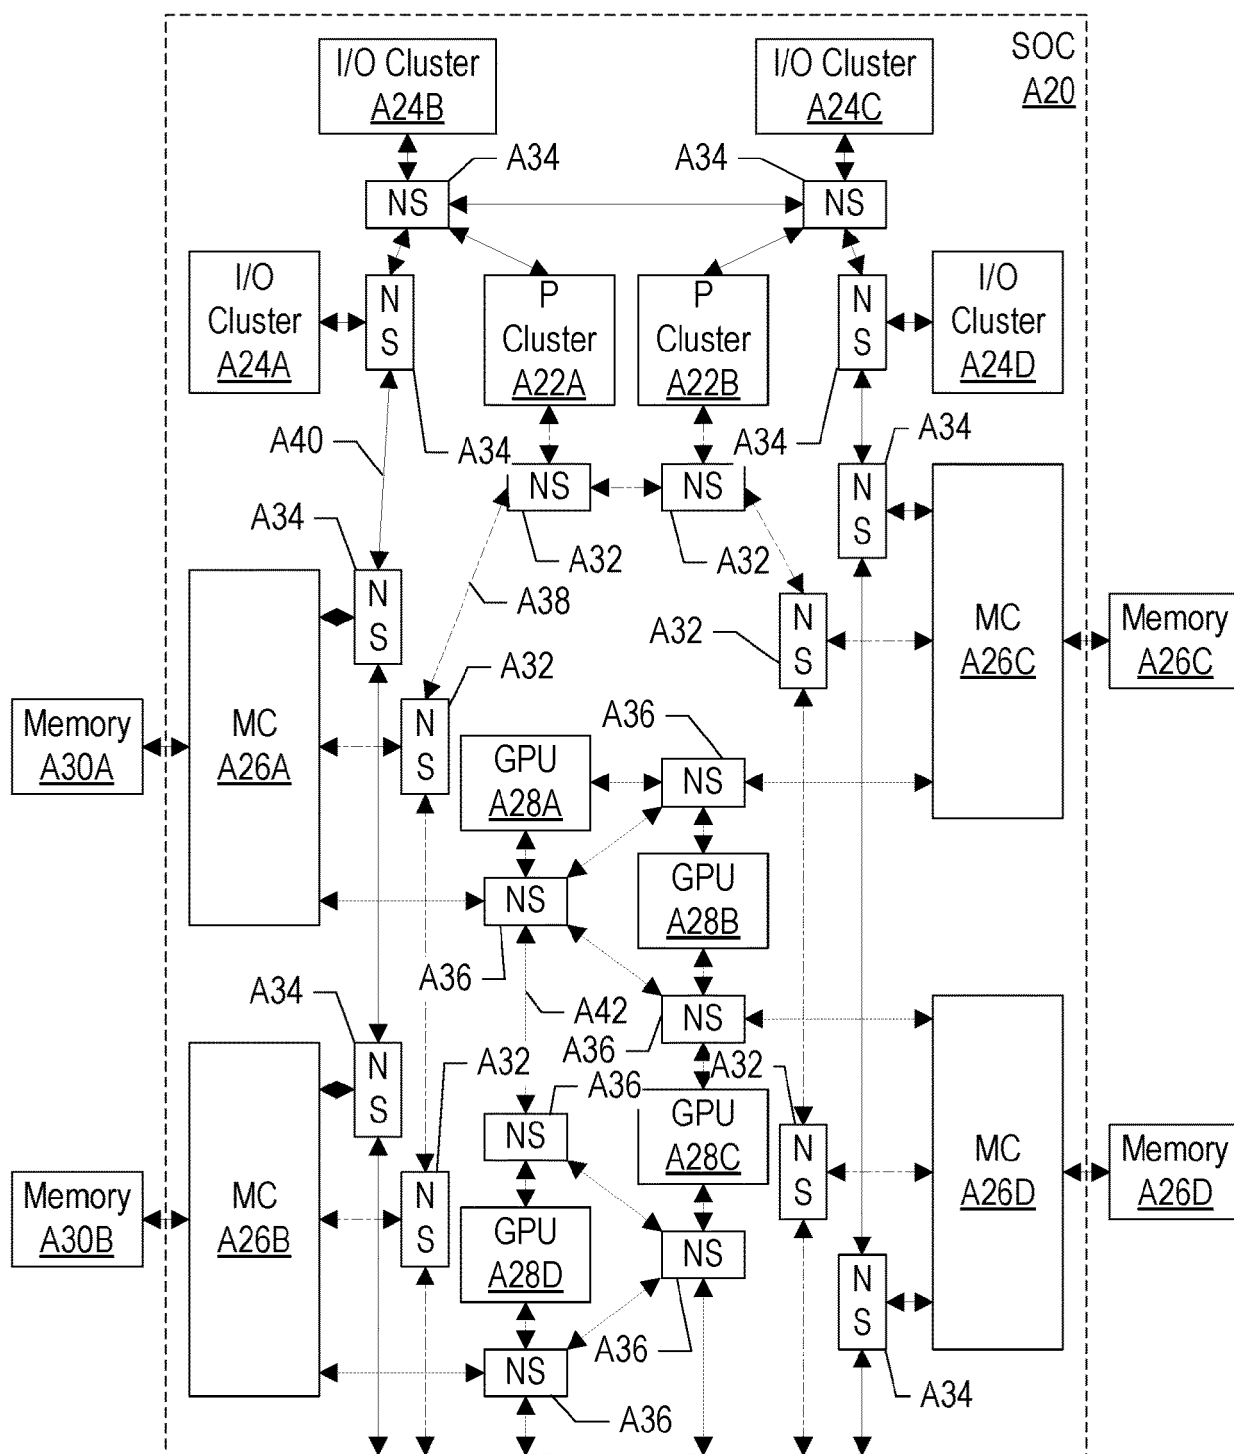 SOC
A20
I/O Cluster
A24B
I/O Cluster
A24C
A34
A34
NS
NS
I/O
Cluster
A24A
N
S
P
Cluster
A22A
P
Cluster
A22B
N
S
I/O
Cluster
A24D
A40
A34
A34
A34
NS
NS
N
S
A34
A32
A32
N
S
A38
N
S
MC
A26C
Memory
A26C
A32
A32
Memory
A30A
MC
A26A
N
S
A36
GPU
A28A
NS
NS
GPU
A28B
A36
A34
A42
NS
A36
N
S
A32
A36
A32
NS
GPU
A28C
N
S
MC
A26D
Memory
A26D
Memory
A30B
MC
A26B
N
S
GPU
A28D
NS
N
S
A36
NS
A36
A34